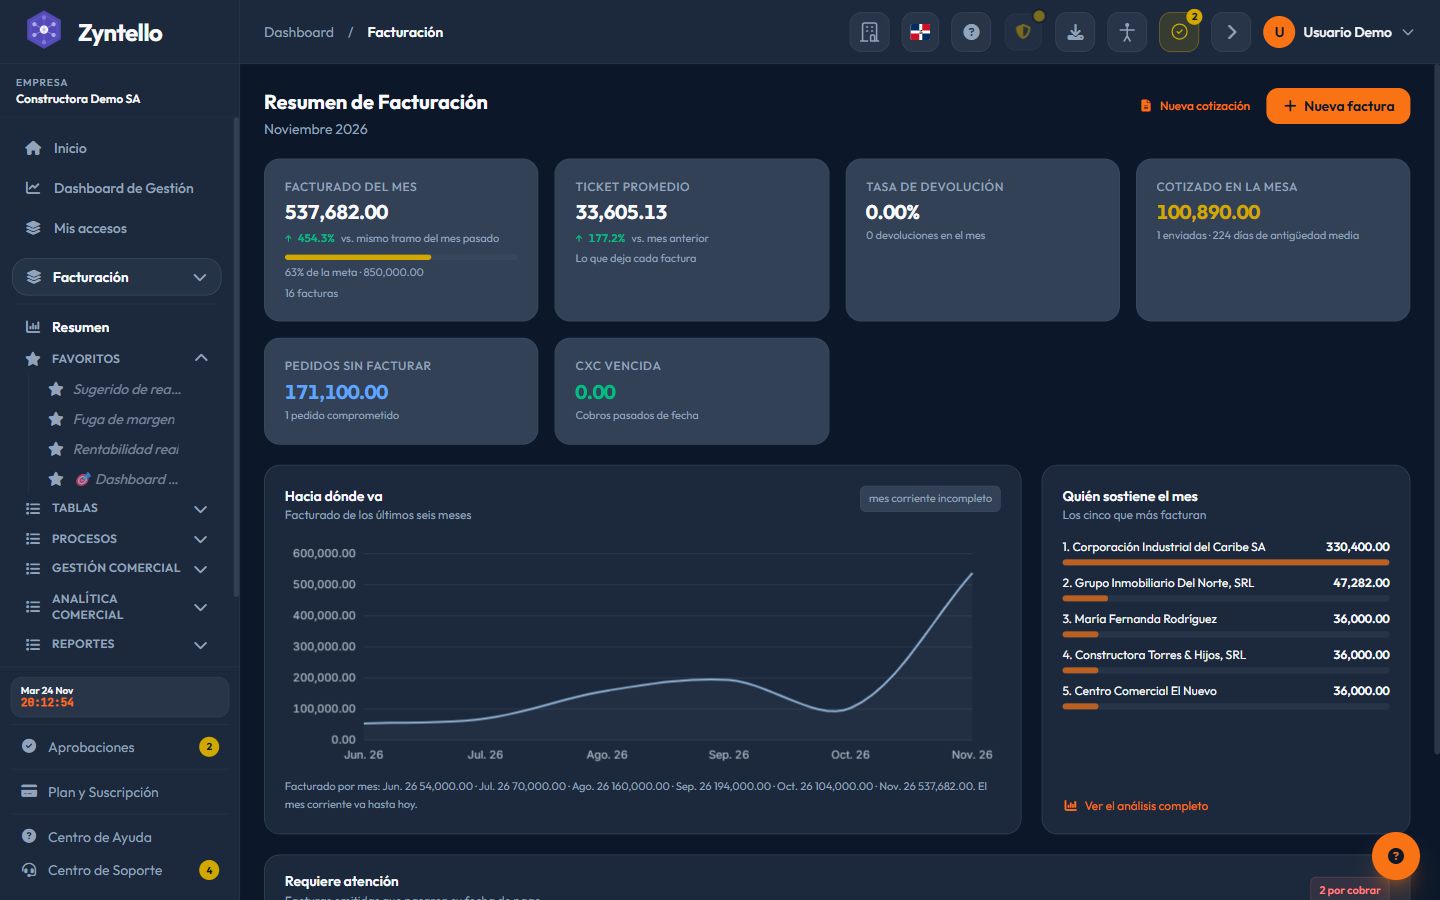 Zyntello
Dashboard / Facturación
2
U
Usuario Demo
EMPRESA
Constructora Demo SA
Inicio
Dashboard de Gestión
Mis accesos
Facturación
Resumen
FAVORITOS
Sugerido de rea...
Fuga de margen
Rentabilidad real
Dashboard ...
TABLAS
PROCESOS
GESTIÓN COMERCIAL
ANALÍTICA
COMERCIAL
REPORTES
Mar 24 Nov
20:12:54
Aprobaciones 2
Plan y Suscripción
Centro de Ayuda
Centro de Soporte 4
Resumen de Facturación
Noviembre 2026
Nueva cotización
+ Nueva factura
FACTURADO DEL MES
537,682.00
↑ 454.3% vs. mismo tramo del mes pasado
63% de la meta · 850,000.00
16 facturas
TICKET PROMEDIO
33,605.13
↑ 177.2% vs. mes anterior
Lo que deja cada factura
TASA DE DEVOLUCIÓN
0.00%
0 devoluciones en el mes
COTIZADO EN LA MESA
100,890.00
1 enviadas · 224 días de antigüedad media
PEDIDOS SIN FACTURAR
171,100.00
1 pedido comprometido
CXC VENCIDA
0.00
Cobros pasados de fecha
Hacia dónde va
Facturado de los últimos seis meses
mes corriente incompleto
600,000.00
500,000.00
400,000.00
300,000.00
200,000.00
100,000.00
0.00
Jun. 26 Jul. 26 Ago. 26 Sep. 26 Oct. 26 Nov. 26
Facturado por mes: Jun. 26 54,000.00 · Jul. 26 70,000.00 · Ago. 26 160,000.00 · Sep. 26 194,000.00 · Oct. 26 104,000.00 · Nov. 26 537,682.00. El
mes corriente va hasta hoy.
Quién sostiene el mes
Los cinco que más facturan
1. Corporación Industrial del Caribe SA 330,400.00
2. Grupo Inmobiliario Del Norte, SRL 47,282.00
3. María Fernanda Rodríguez 36,000.00
4. Constructora Torres & Hijos, SRL 36,000.00
5. Centro Comercial El Nuevo 36,000.00
Ver el análisis completo
Requiere atención
2 por cobrar